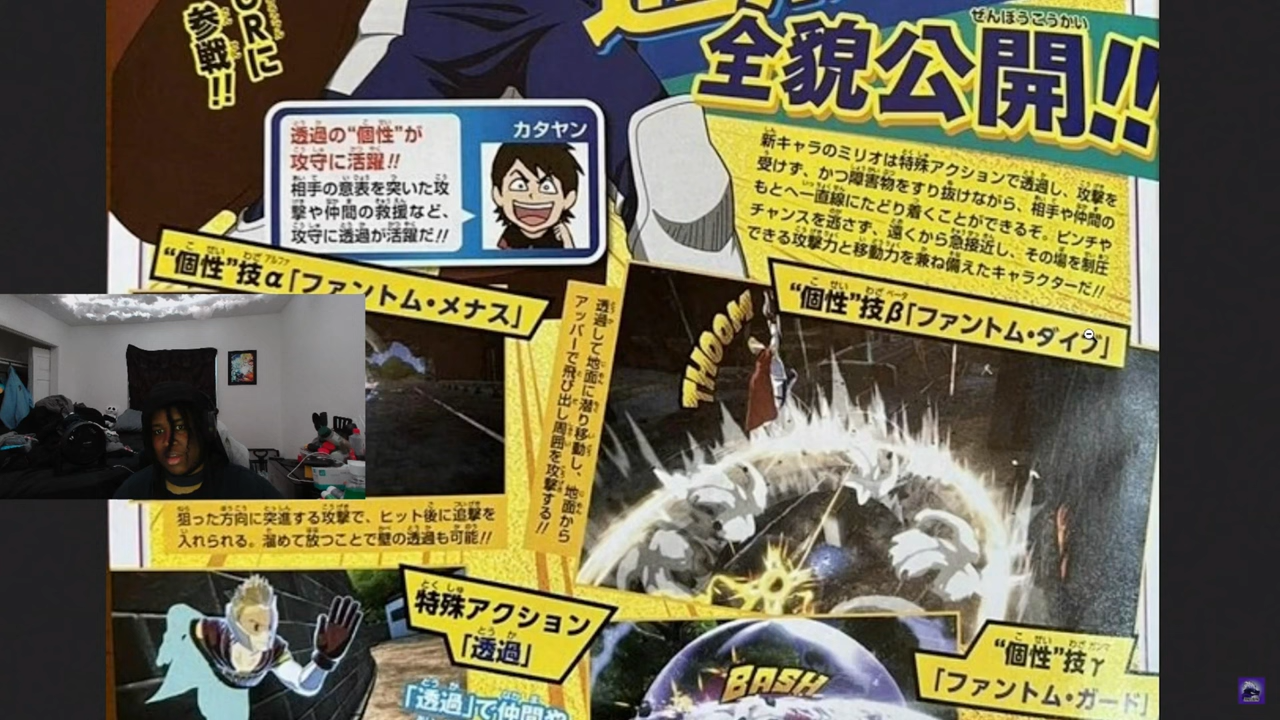 URに
参戦!!
全貌公開!!
ぜんぼうこうかい
カタヤン
透過の“個性”が
攻守に活躍!!
相手の意表を突いた攻
撃や仲間の救援など、
攻守に透過が活躍だ!!
新キャラのミリオは特殊アクションで透過し、攻撃を
受けず、かつ障害物をすり抜けながら、相手や仲間の
もとへ一直線にたどり着くことができるぞ。ピンチや
チャンスを逃さず、遠くから急接近し、その場を制圧
できる攻撃力と移動力を兼ね備えたキャラクターだ!!
“個性”技α「ファントム・メナス」
透過して地面に潜り移動し、地面から
アッパーで飛び出し周囲を攻撃する!!
“個性”技β「ファントム・ダイブ」
THOOM
狙った方向に突進する攻撃で、ヒット後に追撃を
入れられる。溜めて放つことで壁の透過も可能!!
特殊アクション
「透過」
「透過」で仲間や
BASH
“個性”技γ
「ファントム・ガード」